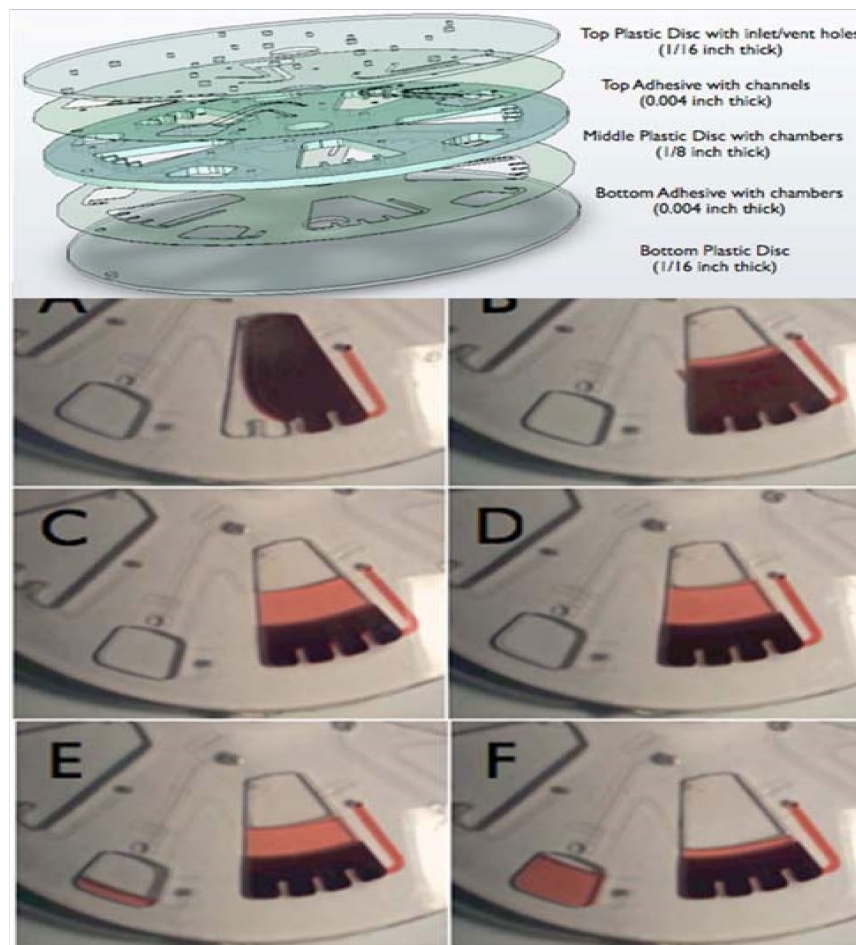 Top Plastic Disc with inlet/vent holes
(1/16 inch thick)
Top Adhesive with channels
(0.004 inch thick)
Middle Plastic Disc with chambers
(1/8 inch thick)
Bottom Adhesive with chambers
(0.004 inch thick)
Bottom Plastic Disc
(1/16 inch thick)
A
B
C
D
E
F